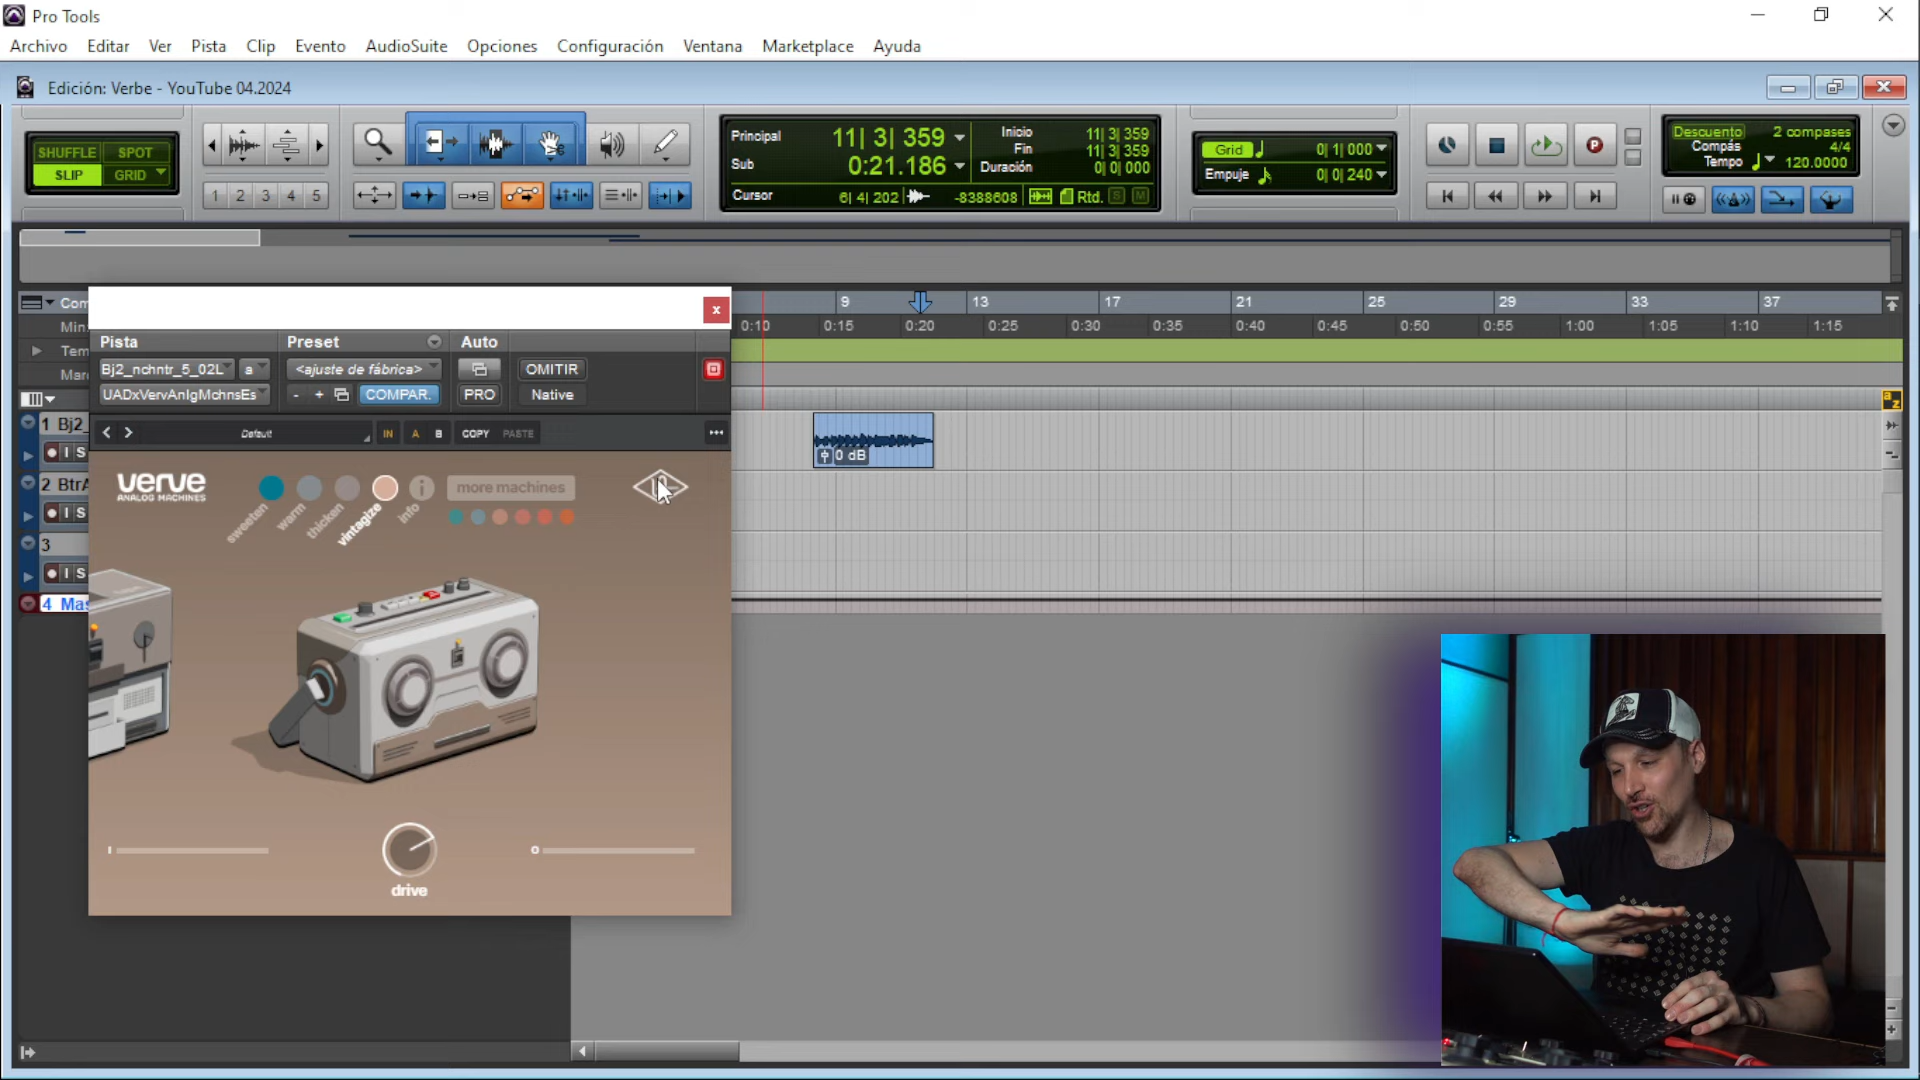 Pro Tools
Archivo Editar Ver Pista Clip Evento AudioSuite Opciones Configuración Ventana Marketplace Ayuda
Edición: Verbe - YouTube 04.2024
SHUFFLE SPOT
SLIP GRID
1 2 3 4 5
Principal 11| 3| 359
Sub 0:21.186
Inicio 11| 3| 359
Fin 11| 3| 359
Duración 0| 0| 000
Cursor 6| 4| 202 -8388608 Rtd. S M
Grid 0| 1| 000
Empuje 0| 0| 240
Descuento 2 compases
Compás 4/4
Tempo 120.0000
Com
Min:
Tem
Mar
9 13 17 21 25 29 33 37
0:10 0:15 0:20 0:25 0:30 0:35 0:40 0:45 0:50 0:55 1:00 1:05 1:10 1:15
Pista Preset Auto
Bj2_nchntr_5_02L a <ajuste de fábrica> OMITIR
UADxVervAnlgMchnsEs - + COMPAR. PRO Native
Default IN A B COPY PASTE
1 Bj2_
I S
2 BtrA
I S
3
I S
4 Mas
0 dB
verve
ANALOG MACHINES
sweeten
warm
thicken
vintagize
info
i
more machines
I
O
drive
a z